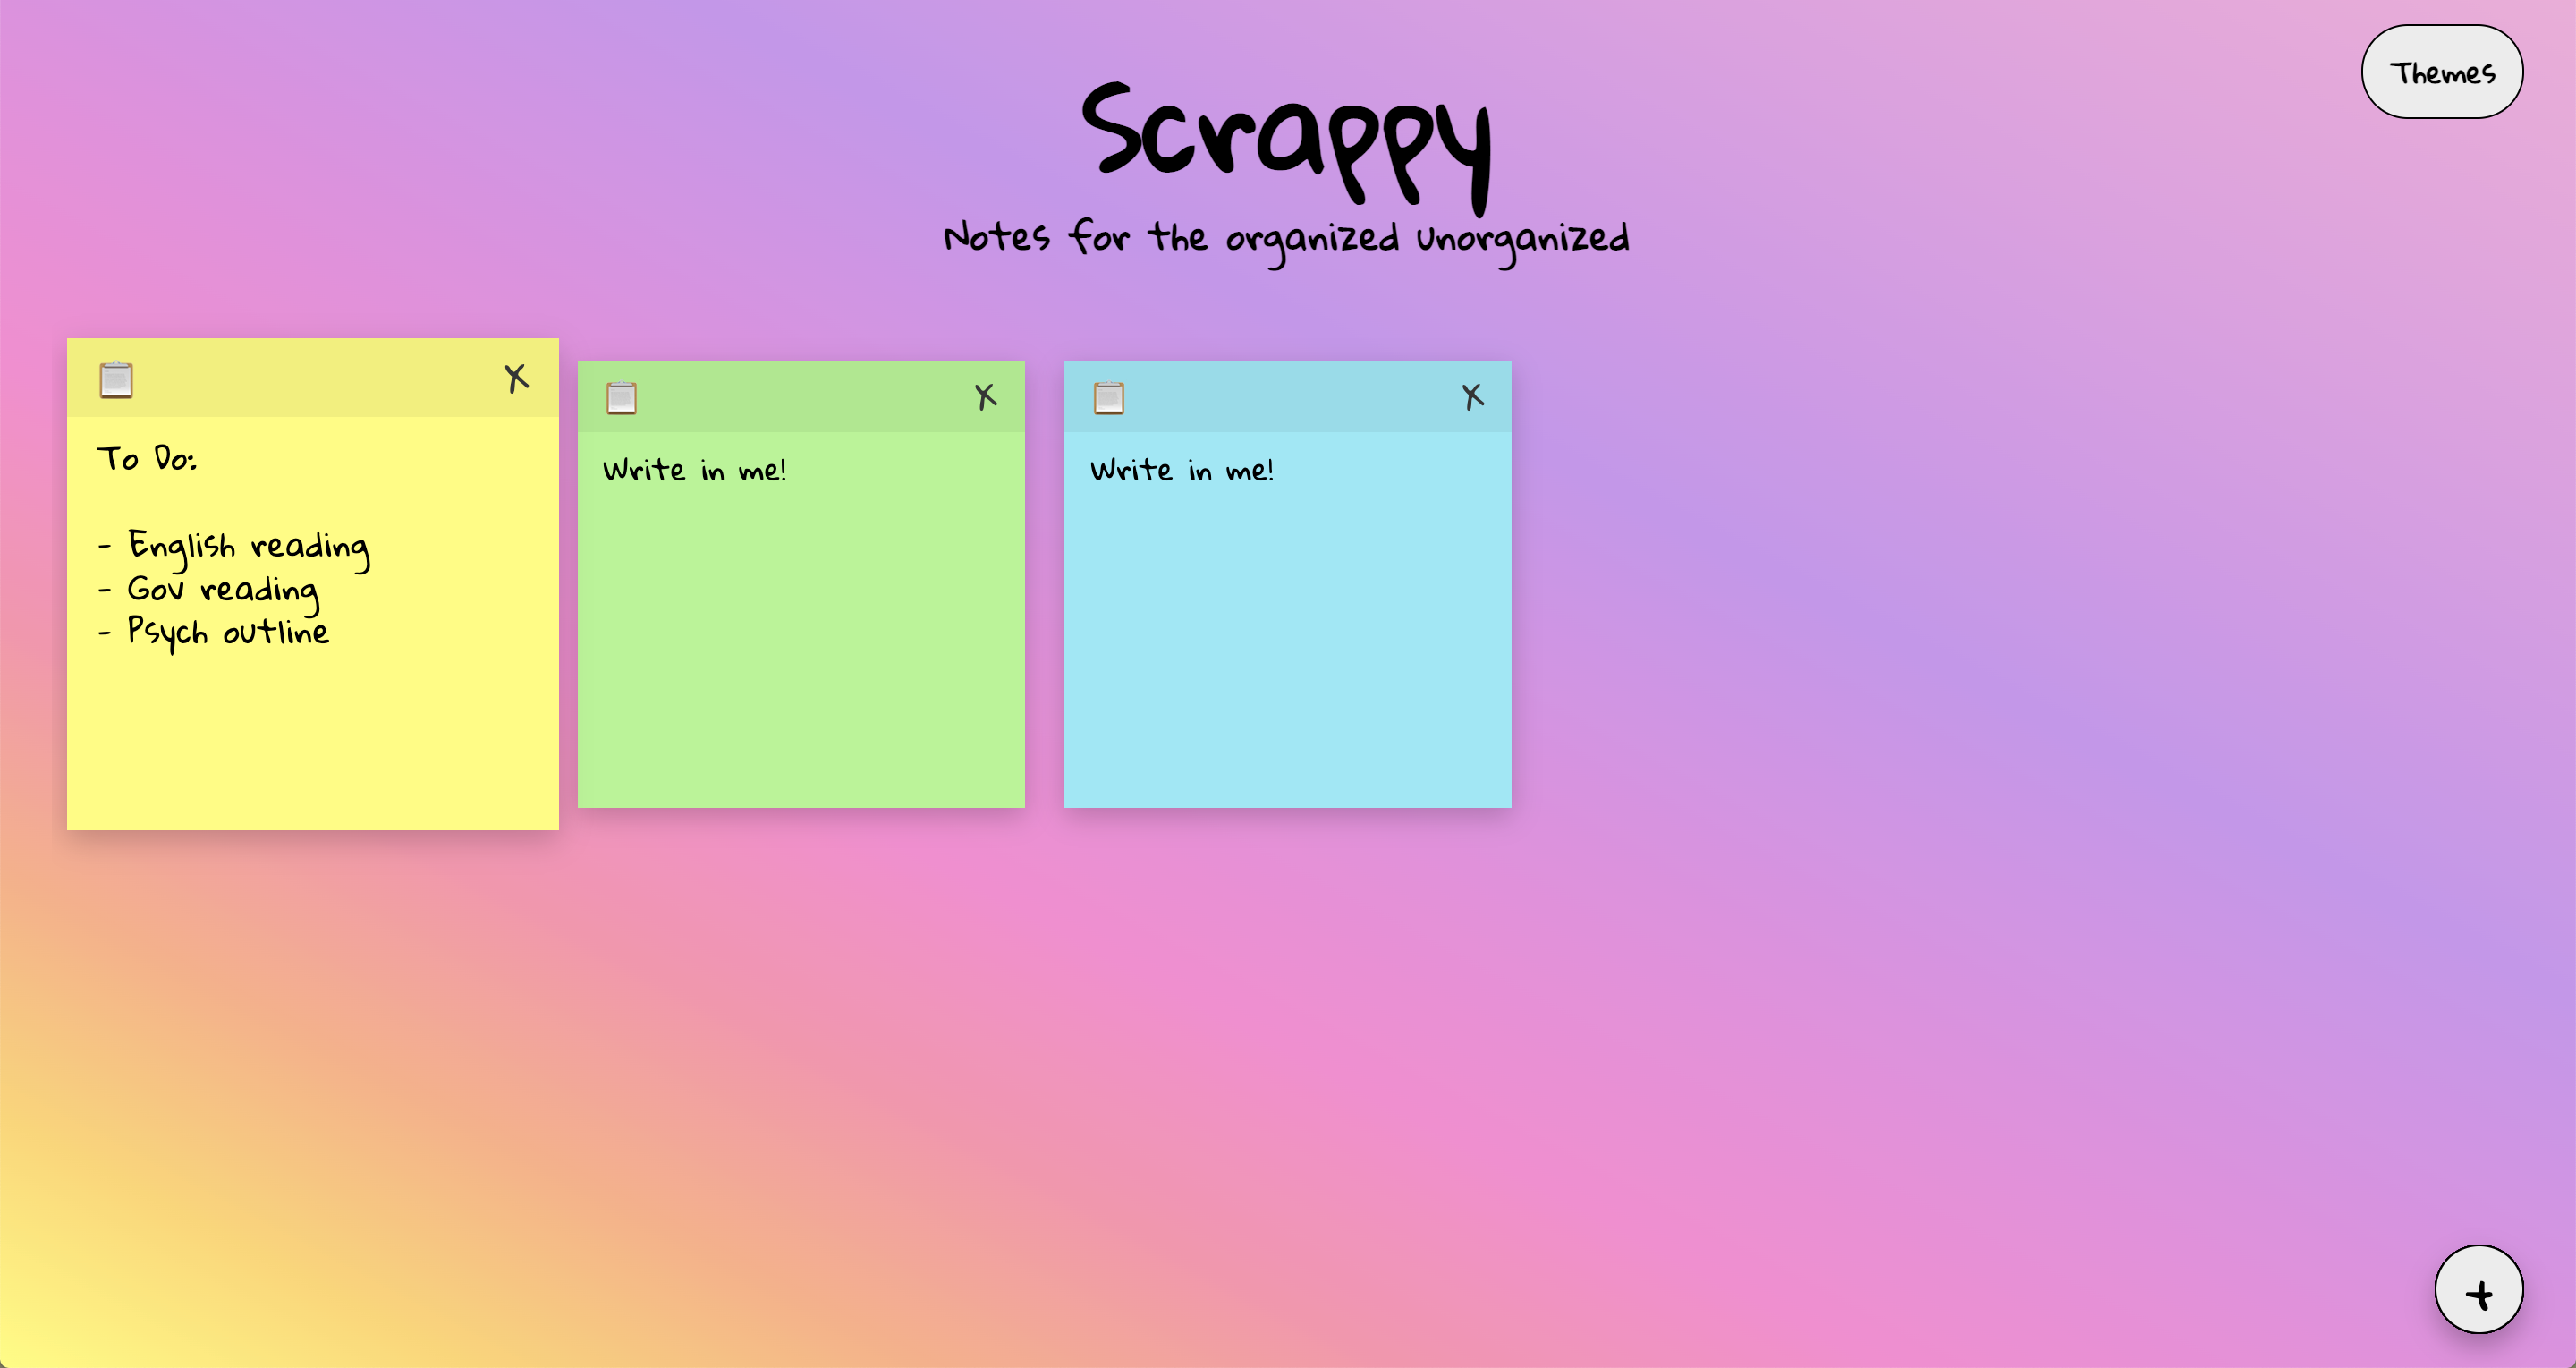 Themes
Scrappy
Notes for the organized unorganized
X
To Do:
- English reading
- Gov reading
- Psych outline
X
Write in me!
X
Write in me!
+